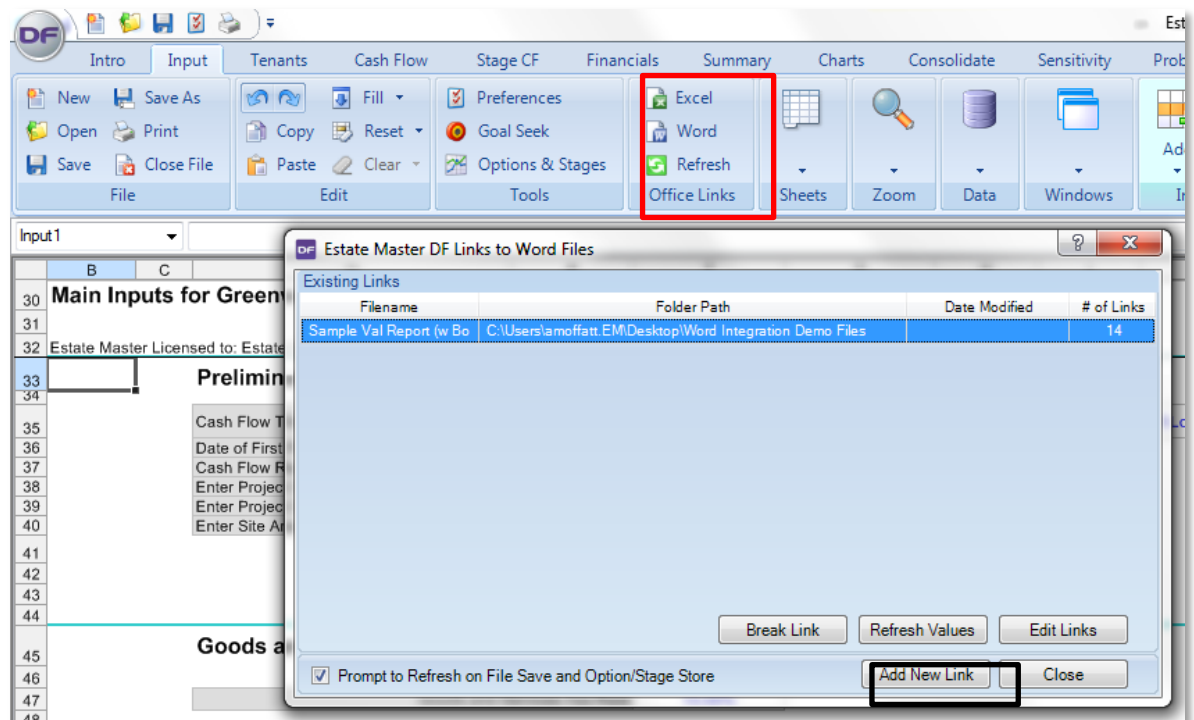 DF
Est
Intro Input Tenants Cash Flow Stage CF Financials Summary Charts Consolidate Sensitivity Prob
New Save As Fill Preferences Excel
Open Print Copy Reset Goal Seek Word Ad
Save Close File Paste Clear Options & Stages Refresh
File Edit Tools Office Links Sheets Zoom Data Windows
Input1
DF Estate Master DF Links to Word Files ? X
B C
Existing Links
30 Main Inputs for Green
Filename Folder Path Date Modified # of Links
31
Sample Val Report (w Bo C:\Users\amoffatt.EM\Desktop\Word Integration Demo Files 14
32 Estate Master Licensed to: Estate
33 Prelimin
34
35 Cash Flow T
36 Date of First
37 Cash Flow R
38 Enter Projec
39 Enter Projec
40 Enter Site Ar
41
42
43
44
Break Link Refresh Values Edit Links
45 Goods a
46
Prompt to Refresh on File Save and Option/Stage Store Add New Link Close
47
48